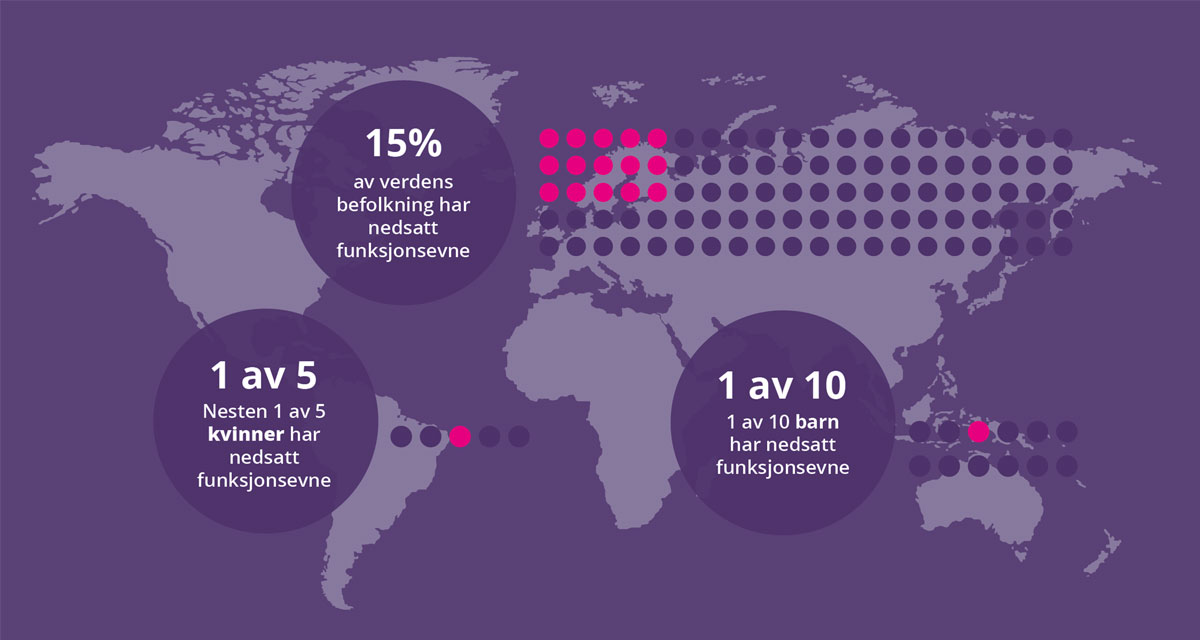 15%
av verdens
befolkning har
nedsatt
funksjonsevne
1 av 5
Nesten 1 av 5
kvinner har
nedsatt
funksjonsevne
1 av 10
1 av 10 barn
har nedsatt
funksjonsevne